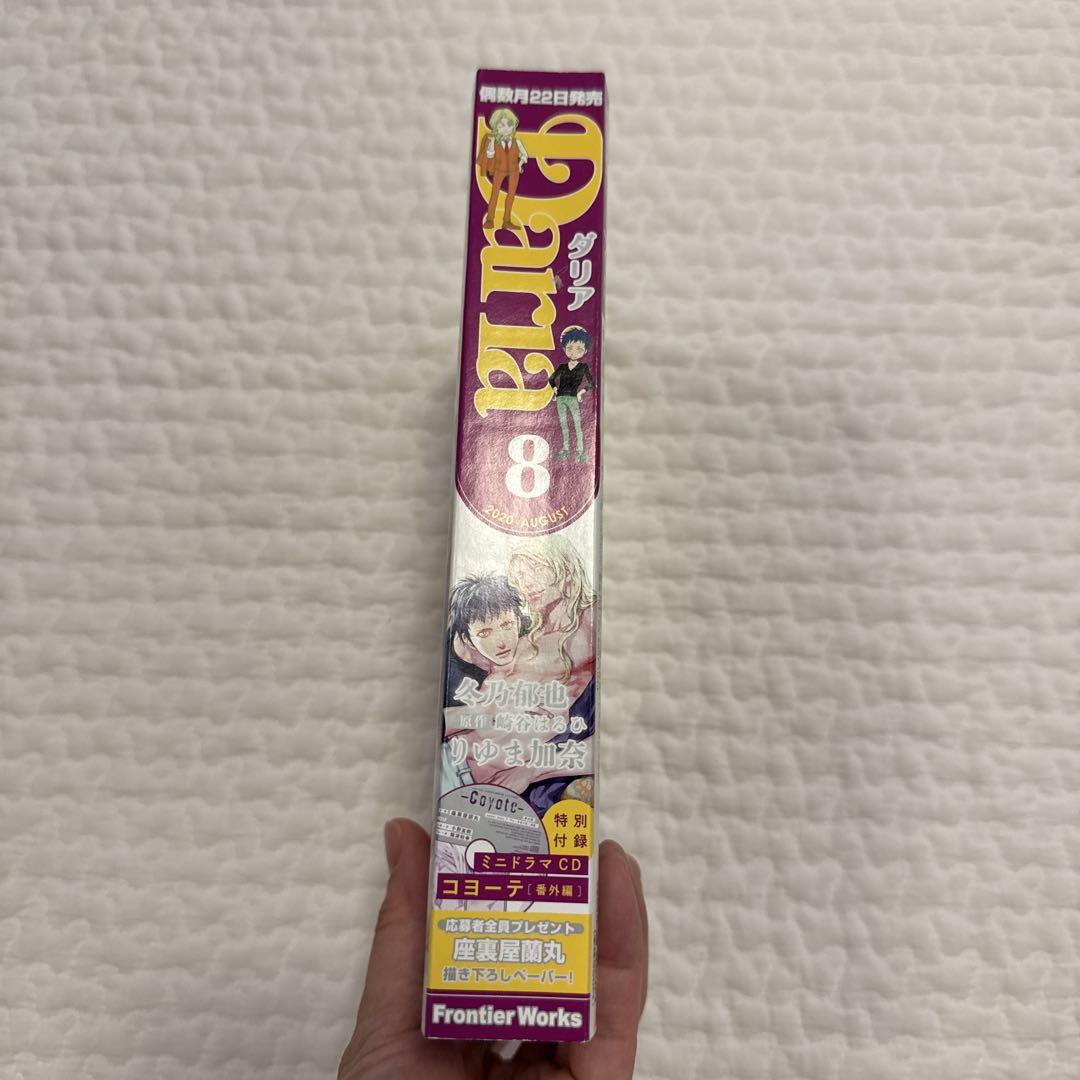 偶数月22日発売
Daria
ダリア
8
2020 AUGUST
冬乃郁也
原作 崎谷はるひ
りゆま加奈
-Coyote-
特別
付録
ミニドラマCD
コヨーテ[番外編]
応募者全員プレゼント
座裏屋蘭丸
描き下ろしペーパー!
Frontier Works